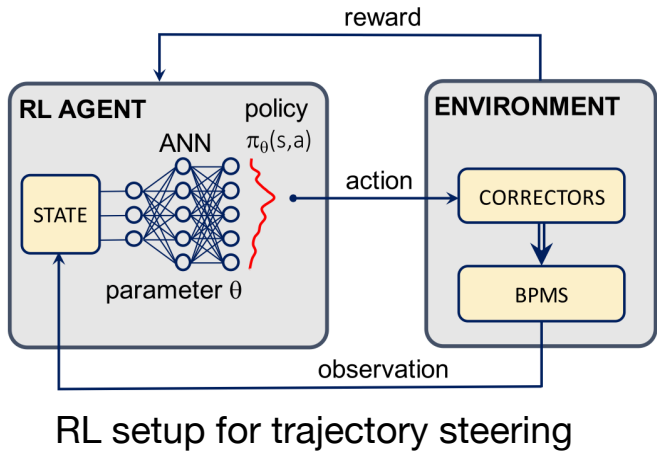 reward
RL AGENT
policy
ENVIRONMENT
ANN
πθ(s,a)
action
STATE
CORRECTORS
parameter θ
BPMS
observation
RL setup for trajectory steering